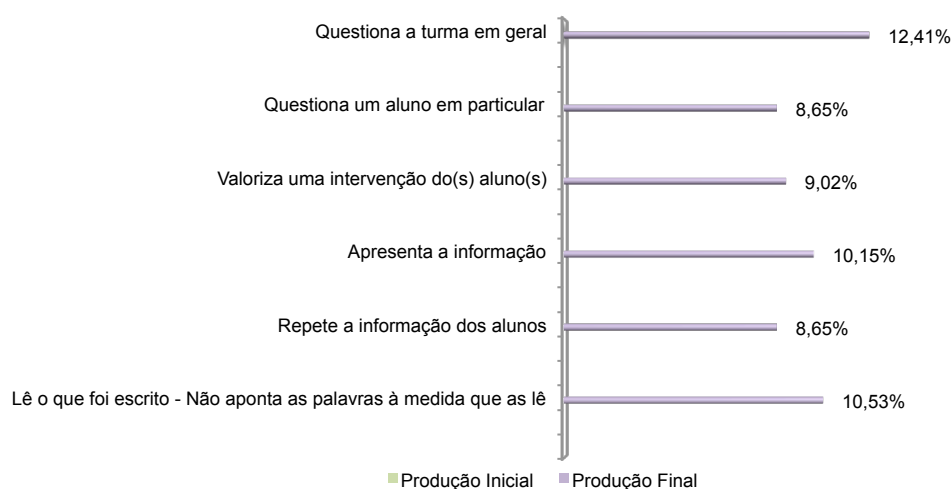 Questiona a turma em geral 12,41%
Questiona um aluno em particular 8,65%
Valoriza uma intervenção do(s) aluno(s) 9,02%
Apresenta a informação 10,15%
Repete a informação dos alunos 8,65%
Lê o que foi escrito - Não aponta as palavras à medida que as lê 10,53%
Produção Inicial Produção Final